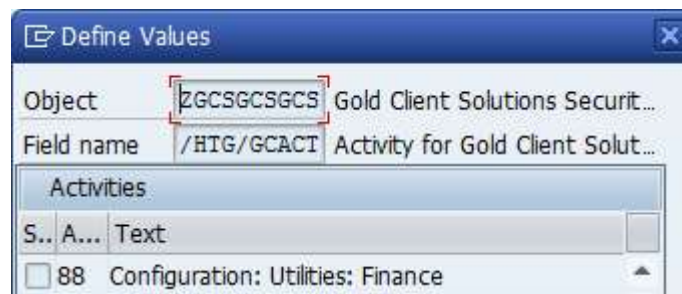 Define Values
Object ZGCSGCSGCS Gold Client Solutions Securit...
Field name /HTG/GCACT Activity for Gold Client Solut...
Activities
S.. A... Text
88 Configuration: Utilities: Finance